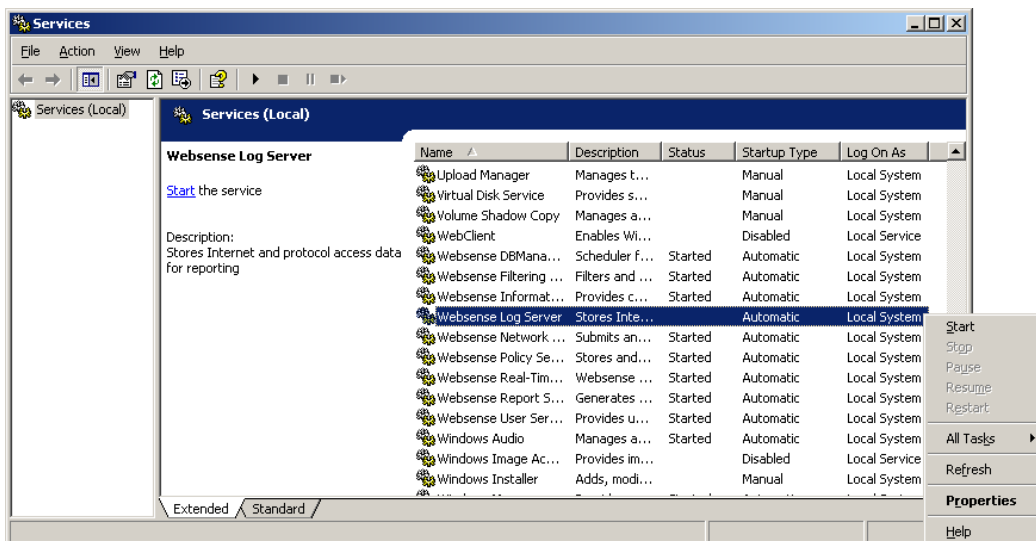 Services
File Action View Help
Services (Local)
Services (Local)
Websense Log Server
Start the service
Description:
Stores Internet and protocol access data
for reporting
Name Description Status Startup Type Log On As
Upload Manager Manages t... Manual Local System
Virtual Disk Service Provides s... Manual Local System
Volume Shadow Copy Manages a... Manual Local System
WebClient Enables Wi... Disabled Local Service
Websense DBMana... Scheduler f... Started Automatic Local System
Websense Filtering ... Filters and ... Started Automatic Local System
Websense Informat... Provides c... Started Automatic Local System
Websense Log Server Stores Inte... Automatic Local System
Websense Network ... Submits an... Started Automatic Local System
Websense Policy Se... Stores and... Started Automatic Local System
Websense Real-Tim... Websense ... Started Automatic Local System
Websense Report S... Generates ... Started Automatic Local System
Websense User Ser... Provides u... Started Automatic Local System
Windows Audio Manages a... Started Automatic Local System
Windows Image Ac... Provides im... Disabled Local Service
Windows Installer Adds, modi... Manual Local System
Start
Stop
Pause
Resume
Restart
All Tasks
Refresh
Properties
Help
Extended Standard